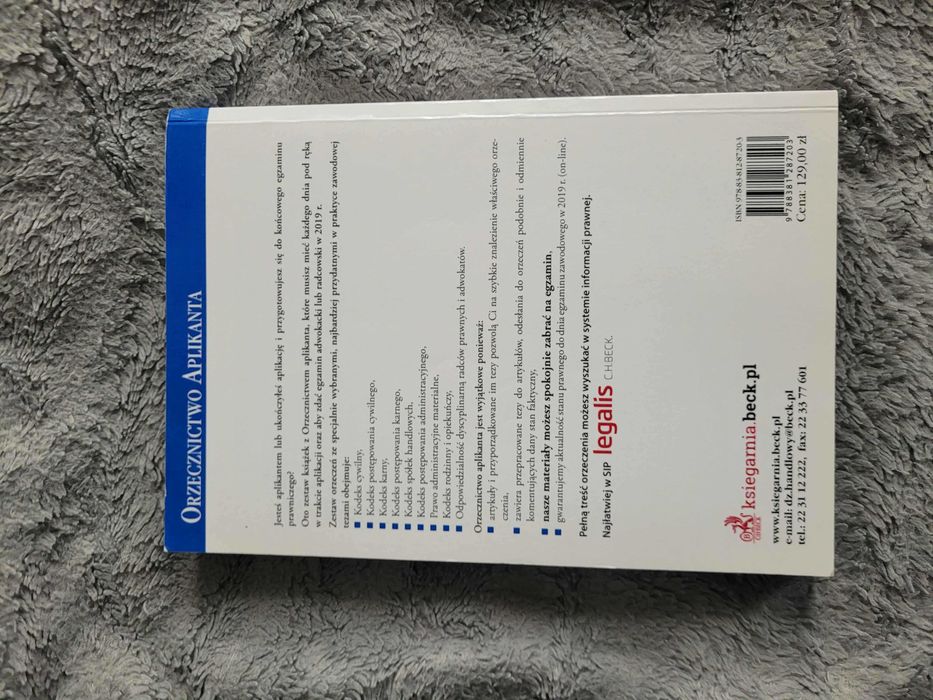 ORZECZNICTWO APLIKANTA
Jesteś aplikantem lub ukończyłeś aplikację i przygotowujesz się do końcowego egzaminu
prawniczego?
Oto zestaw książek z Orzecznictwem aplikanta, które musisz mieć każdego dnia pod ręką
w trakcie aplikacji oraz aby zdać egzamin adwokacki lub radcowski w 2019 r.
Zestaw orzeczeń ze specjalnie wybranymi, najbardziej przydatnymi w praktyce zawodowej
tezami obejmuje:
■ Kodeks cywilny,
■ Kodeks postępowania cywilnego,
■ Kodeks karny,
■ Kodeks postępowania karnego,
■ Kodeks spółek handlowych,
■ Kodeks postępowania administracyjnego,
■ Prawo administracyjne materialne,
■ Kodeks rodzinny i opiekuńczy,
■ Odpowiedzialność dyscyplinarną radców prawnych i adwokatów.
Orzecznictwo aplikanta jest wyjątkowe ponieważ:
■ artykuły i przyporządkowane im tezy pozwolą Ci na szybkie znalezienie właściwego orze-
czenia,
■ zawiera przepracowane tezy do artykułów, odesłania do orzeczeń podobnie i odmiennie
komentujących dany stan faktyczny,
■ nasze materiały możesz spokojnie zabrać na egzamin,
■ gwarantujemy aktualność stanu prawnego do dnia egzaminu zawodowego w 2019 r. (on-line).
Pełną treść orzeczenia możesz wyszukać w systemie informacji prawnej.
Najłatwiej w SIP legalis C.H.BECK.
ksiegarnia.beck.pl
www.ksiegarnia.beck.pl
e-mail: dz.handlowy@beck.pl
tel.: 22 31 12 222, fax: 22 33 77 601
ISBN 978-83-812-8720-3
9 788381 287203
Cena: 129,00 zł